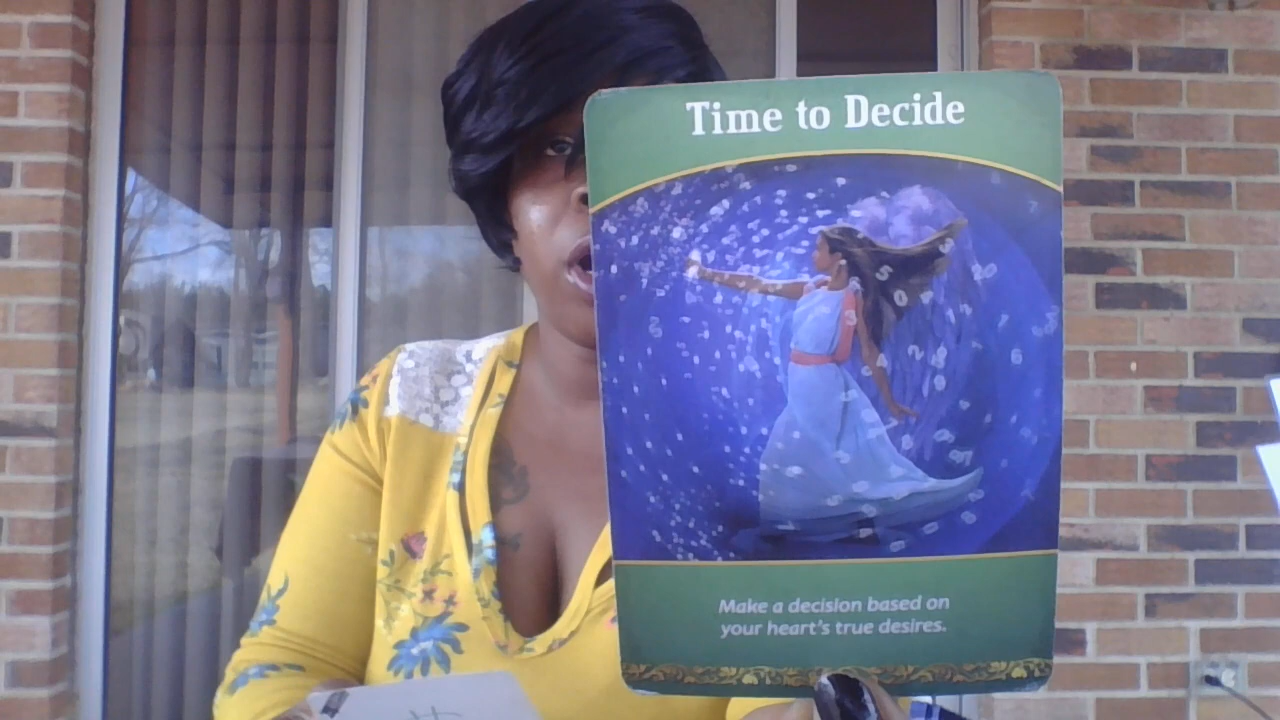 Time to Decide
Make a decision based on
your heart's true desires.